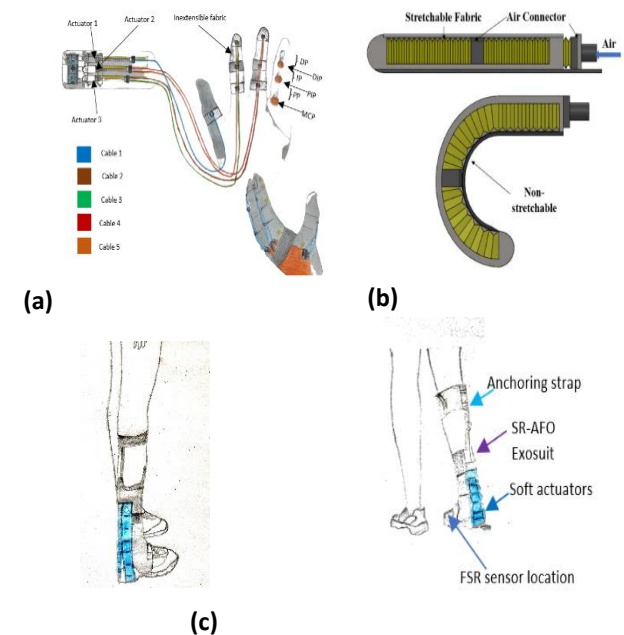 Actuator 1
Actuator 2
Inextensible fabric
Actuator 3
DP
DIP
IP
PIP
PP
MCP
Cable 1
Cable 2
Cable 3
Cable 4
Cable 5
(a)
Stretchable Fabric
Air Connector
Air
Non-
stretchable
(b)
Anchoring strap
SR-AFO
Exosuit
Soft actuators
FSR sensor location
(c)